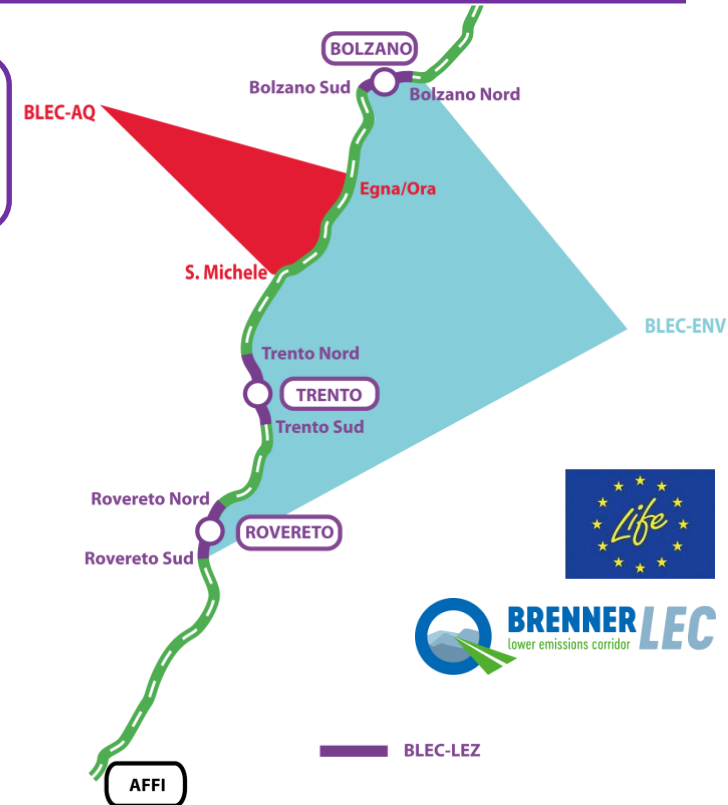 BOLZANO
Bolzano Sud
Bolzano Nord
BLEC-AQ
Egna/Ora
S. Michele
BLEC-ENV
Trento Nord
TRENTO
Trento Sud
Rovereto Nord
ROVERETO
Rovereto Sud
Life
BRENNER LEC
lower emissions corridor
BLEC-LEZ
AFFI